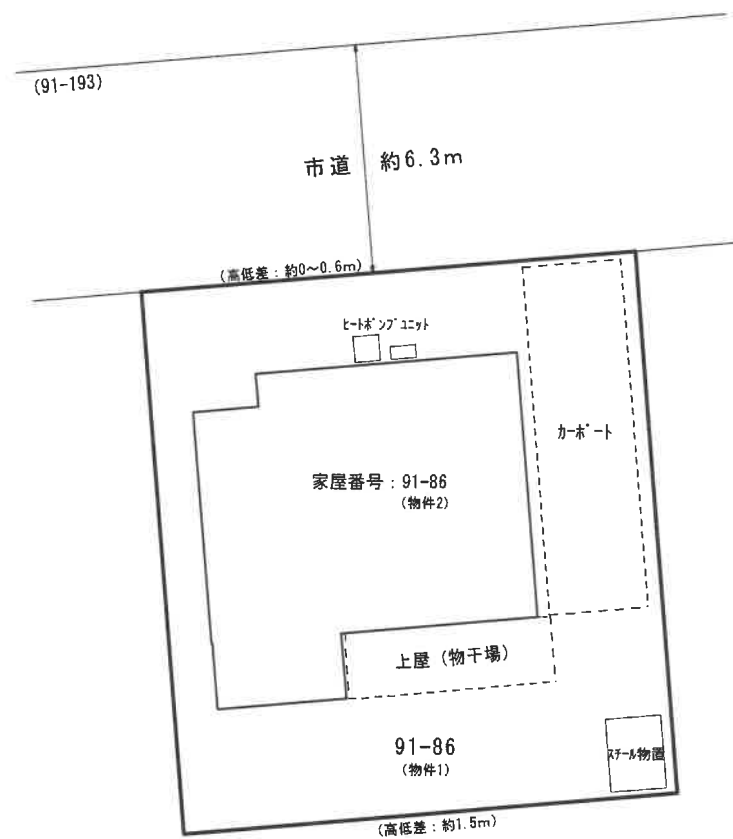 (91-193)
市道 約6.3m
(高低差：約0～0.6m)
ヒートポンプユニット
カーポート
家屋番号：91-86
(物件2)
上屋（物干場）
91-86
(物件1)
スチール物置
(高低差：約1.5m)